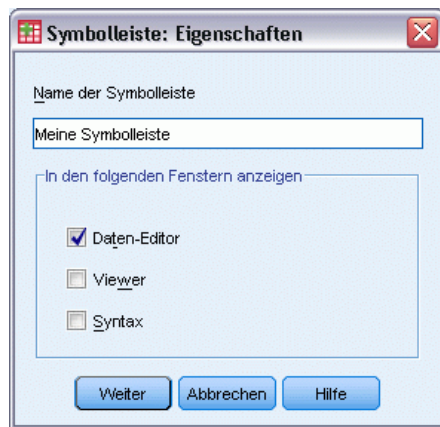 Symbolleiste: Eigenschaften
Name der Symbolleiste
Meine Symbolleiste
In den folgenden Fenstern anzeigen
Daten-Editor
Viewer
Syntax
Weiter Abbrechen Hilfe